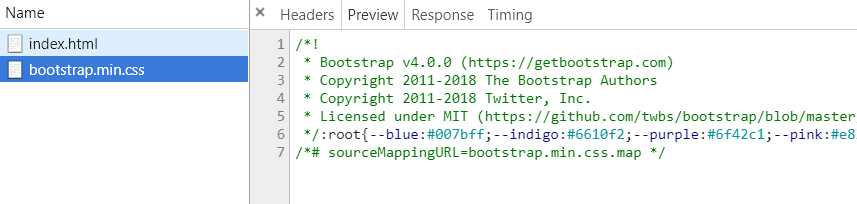 Name
index.html
bootstrap.min.css
× Headers Preview Response Timing
1 /*!
2 * Bootstrap v4.0.0 (https://getbootstrap.com)
3 * Copyright 2011-2018 The Bootstrap Authors
4 * Copyright 2011-2018 Twitter, Inc.
5 * Licensed under MIT (https://github.com/twbs/bootstrap/blob/master
6 */:root{--blue:#007bff;--indigo:#6610f2;--purple:#6f42c1;--pink:#e8
7 /*# sourceMappingURL=bootstrap.min.css.map */